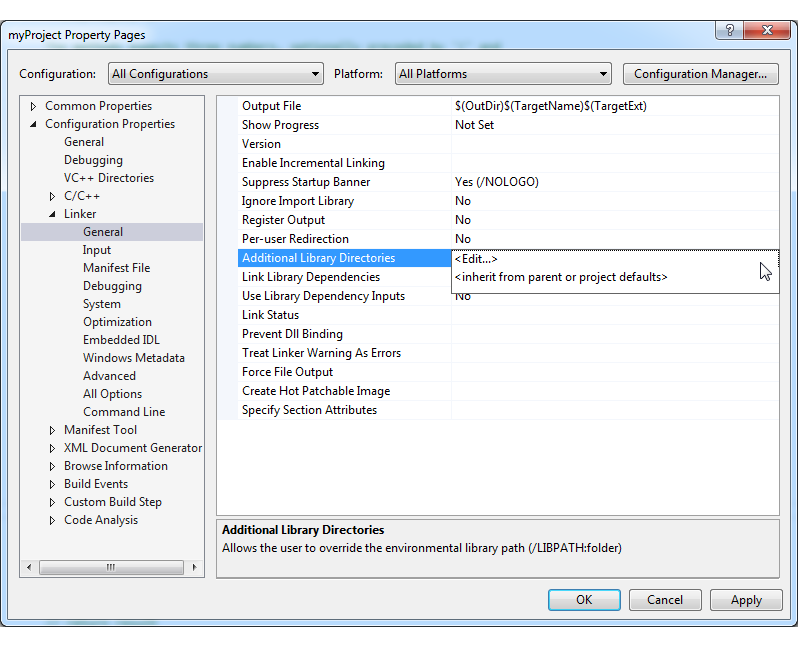 myProject Property Pages
Configuration: All Configurations Platform: All Platforms Configuration Manager...
Common Properties
Configuration Properties
General
Debugging
VC++ Directories
C/C++
Linker
General
Input
Manifest File
Debugging
System
Optimization
Embedded IDL
Windows Metadata
Advanced
All Options
Command Line
Manifest Tool
XML Document Generator
Browse Information
Build Events
Custom Build Step
Code Analysis
Output File $(OutDir)$(TargetName)$(TargetExt)
Show Progress Not Set
Version
Enable Incremental Linking
Suppress Startup Banner Yes (/NOLOGO)
Ignore Import Library No
Register Output No
Per-user Redirection No
Additional Library Directories <Edit...>
Link Library Dependencies <inherit from parent or project defaults>
Use Library Dependency Inputs No
Link Status
Prevent Dll Binding
Treat Linker Warning As Errors
Force File Output
Create Hot Patchable Image
Specify Section Attributes
Additional Library Directories
Allows the user to override the environmental library path (/LIBPATH:folder)
OK Cancel Apply